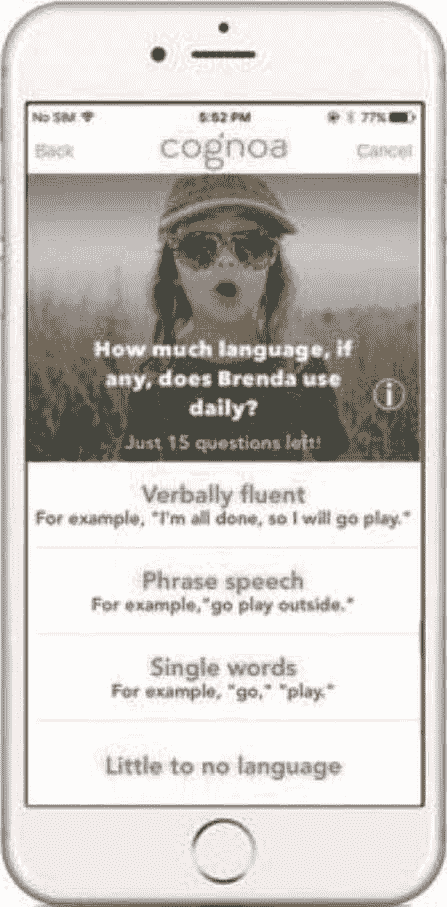 No SIM 5:52 PM 77%
Back cognoa Cancel
How much language, if
any, does Brenda use
daily?
Just 15 questions left!
Verbally fluent
For example, "I'm all done, so I will go play."
Phrase speech
For example,"go play outside."
Single words
For example, "go," "play."
Little to no language